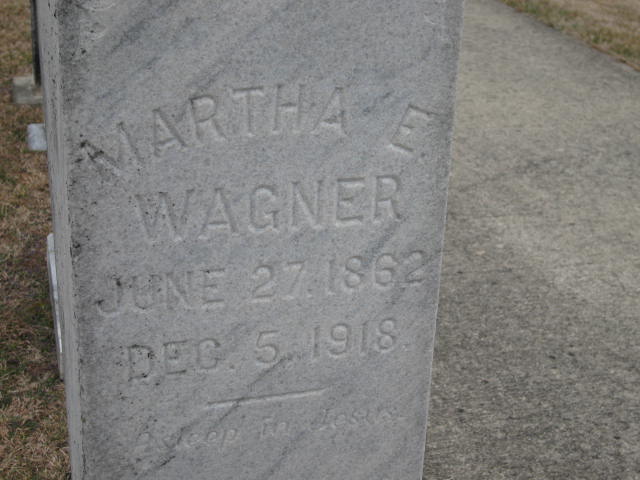 MARTHA E
WAGNER
JUNE 27, 1862
DEC. 5, 1918.
Asleep in Jesus.